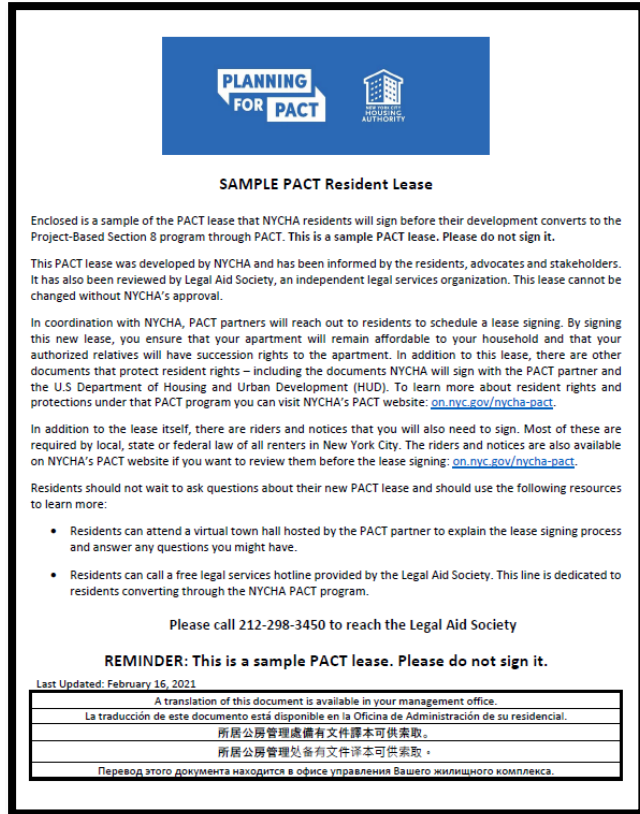 PLANNING
FOR PACT
NEW YORK CITY
HOUSING
AUTHORITY
SAMPLE PACT Resident Lease
Enclosed is a sample of the PACT lease that NYCHA residents will sign before their development converts to the
Project-Based Section 8 program through PACT. This is a sample PACT lease. Please do not sign it.
This PACT lease was developed by NYCHA and has been informed by the residents, advocates and stakeholders.
It has also been reviewed by Legal Aid Society, an independent legal services organization. This lease cannot be
changed without NYCHA's approval.
In coordination with NYCHA, PACT partners will reach out to residents to schedule a lease signing. By signing
this new lease, you ensure that your apartment will remain affordable to your household and that your
authorized relatives will have succession rights to the apartment. In addition to this lease, there are other
documents that protect resident rights – including the documents NYCHA will sign with the PACT partner and
the U.S Department of Housing and Urban Development (HUD). To learn more about resident rights and
protections under that PACT program you can visit NYCHA's PACT website: on.nyc.gov/nycha-pact.
In addition to the lease itself, there are riders and notices that you will also need to sign. Most of these are
required by local, state or federal law of all renters in New York City. The riders and notices are also available
on NYCHA's PACT website if you want to review them before the lease signing: on.nyc.gov/nycha-pact.
Residents should not wait to ask questions about their new PACT lease and should use the following resources
to learn more:
• Residents can attend a virtual town hall hosted by the PACT partner to explain the lease signing process
and answer any questions you might have.
• Residents can call a free legal services hotline provided by the Legal Aid Society. This line is dedicated to
residents converting through the NYCHA PACT program.
Please call 212-298-3450 to reach the Legal Aid Society
REMINDER: This is a sample PACT lease. Please do not sign it.
Last Updated: February 16, 2021
A translation of this document is available in your management office.
La traducción de este documento está disponible en la Oficina de Administración de su residencial.
所居公房管理處備有文件譯本可供索取。
所居公房管理处备有文件译本可供索取。
Перевод этого документа находится в офисе управления Вашего жилищного комплекса.